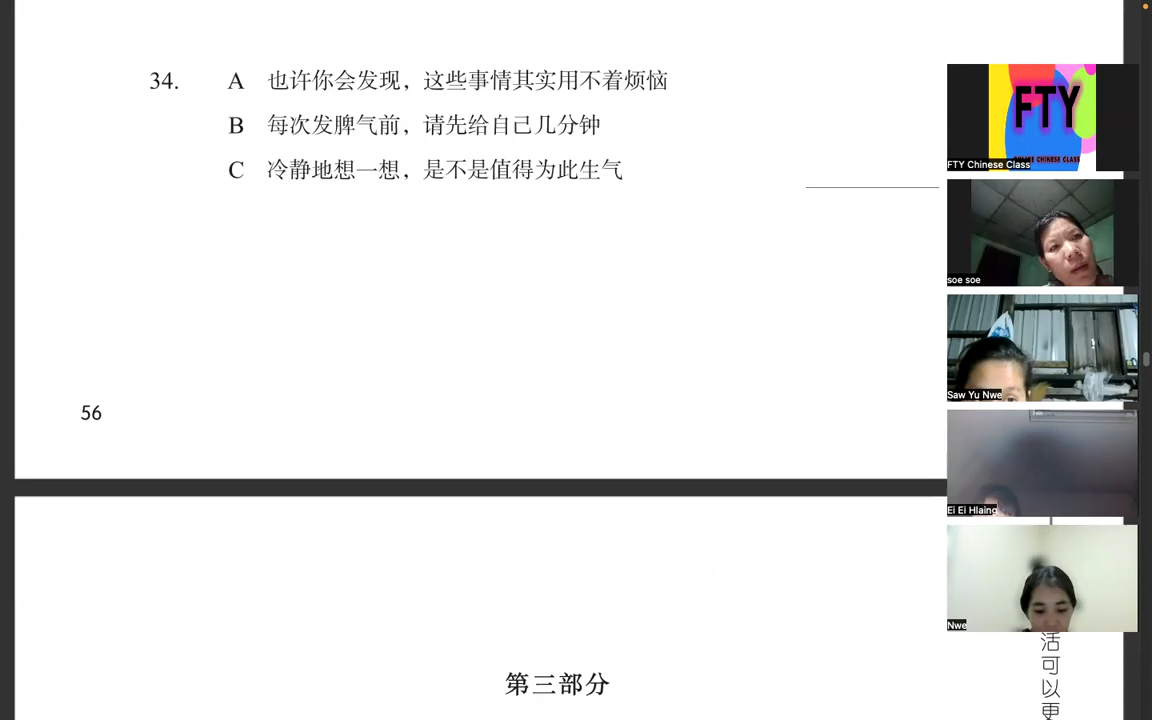 34. A 也许你会发现，这些事情其实用不着烦恼
B 每次发脾气前，请先给自己几分钟
C 冷静地想一想，是不是值得为此生气
56
第三部分
活可以更
FTY
CHINESE CLASS
FTY Chinese Class
soe soe
Saw Yu Nwe
Ei Ei Hlaing
Nwe